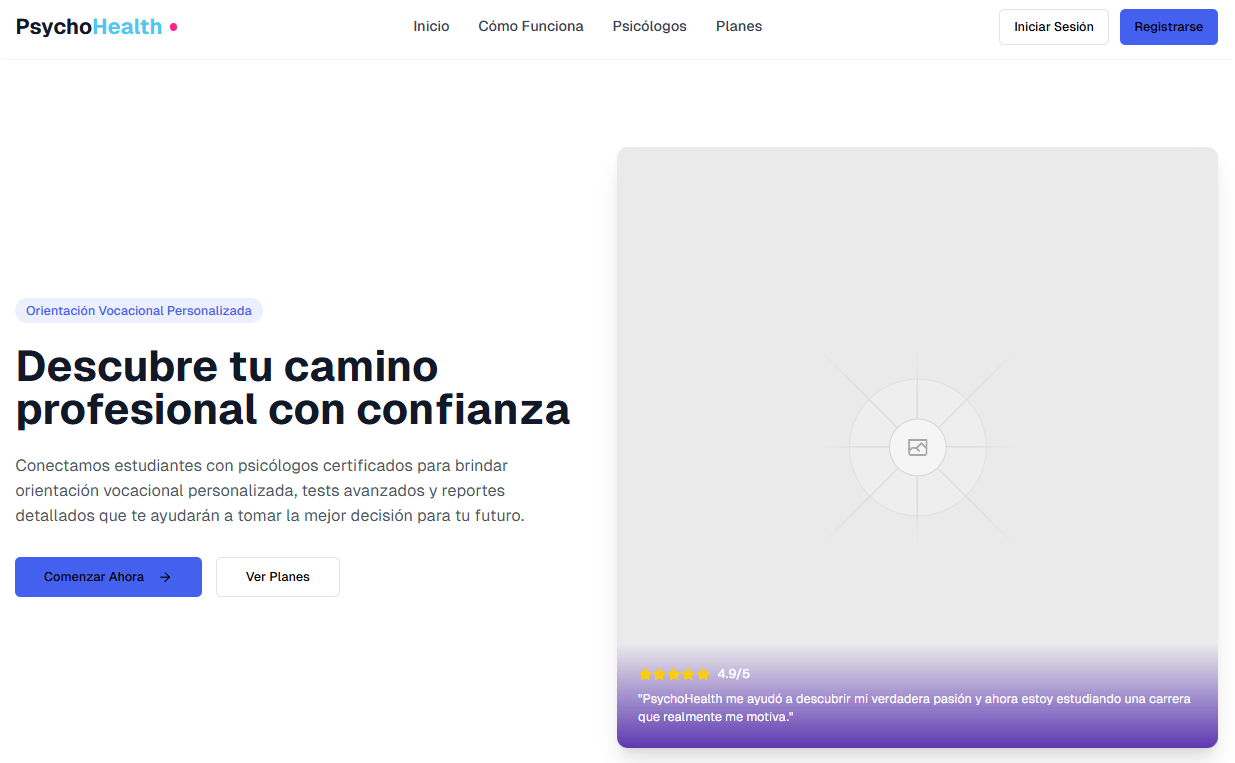 PsychoHealth
Inicio
Cómo Funciona
Psicólogos
Planes
Iniciar Sesión
Registrarse
Orientación Vocacional Personalizada
Descubre tu camino
profesional con confianza
Conectamos estudiantes con psicólogos certificados para brindar
orientación vocacional personalizada, tests avanzados y reportes
detallados que te ayudarán a tomar la mejor decisión para tu futuro.
Comenzar Ahora
Ver Planes
4.9/5
"PsychoHealth me ayudó a descubrir mi verdadera pasión y ahora estoy estudiando una carrera
que realmente me motiva."